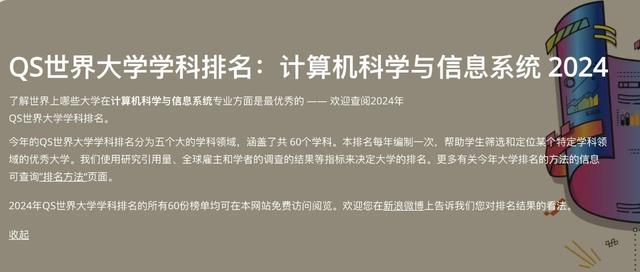 QS世界大学学科排名：计算机科学与信息系统 2024
了解世界上哪些大学在计算机科学与信息系统专业方面是最优秀的 —— 欢迎查阅2024年
QS世界大学学科排名。
今年的QS世界大学学科排名分为五个大的学科领域，涵盖了共 60个学科。本排名每年编制一次，帮助学生筛选和定位某个特定学科领
域的优秀大学。我们使用研究引用量、全球雇主和学者的调查的结果等指标来决定大学的排名。更多有关今年大学排名的方法的信息
可查询“排名方法”页面。
2024年QS世界大学学科排名的所有60份榜单均可在本网站免费访问阅览。欢迎您在新浪微博上告诉我们您对排名结果的看法。
收起